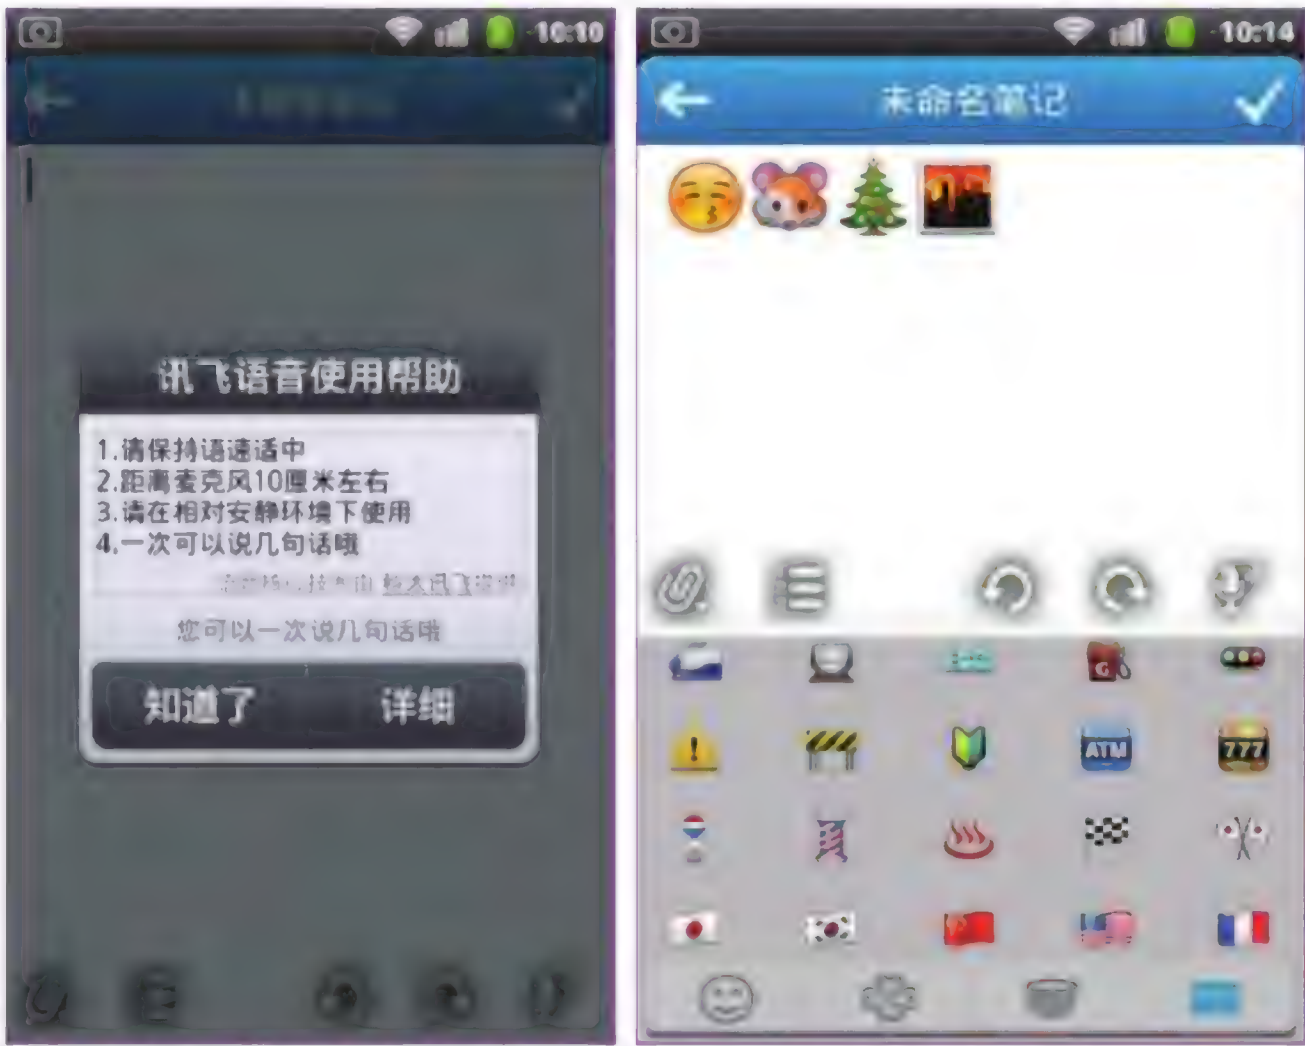 10:10
讯飞语音使用帮助
1.请保持语速适中
2.距离麦克风10厘米左右
3.请在相对安静环境下使用
4.一次可以说几句话哦
您可以一次说几句话哦
知道了 详细
10:14
未命名笔记
G
ATM
777